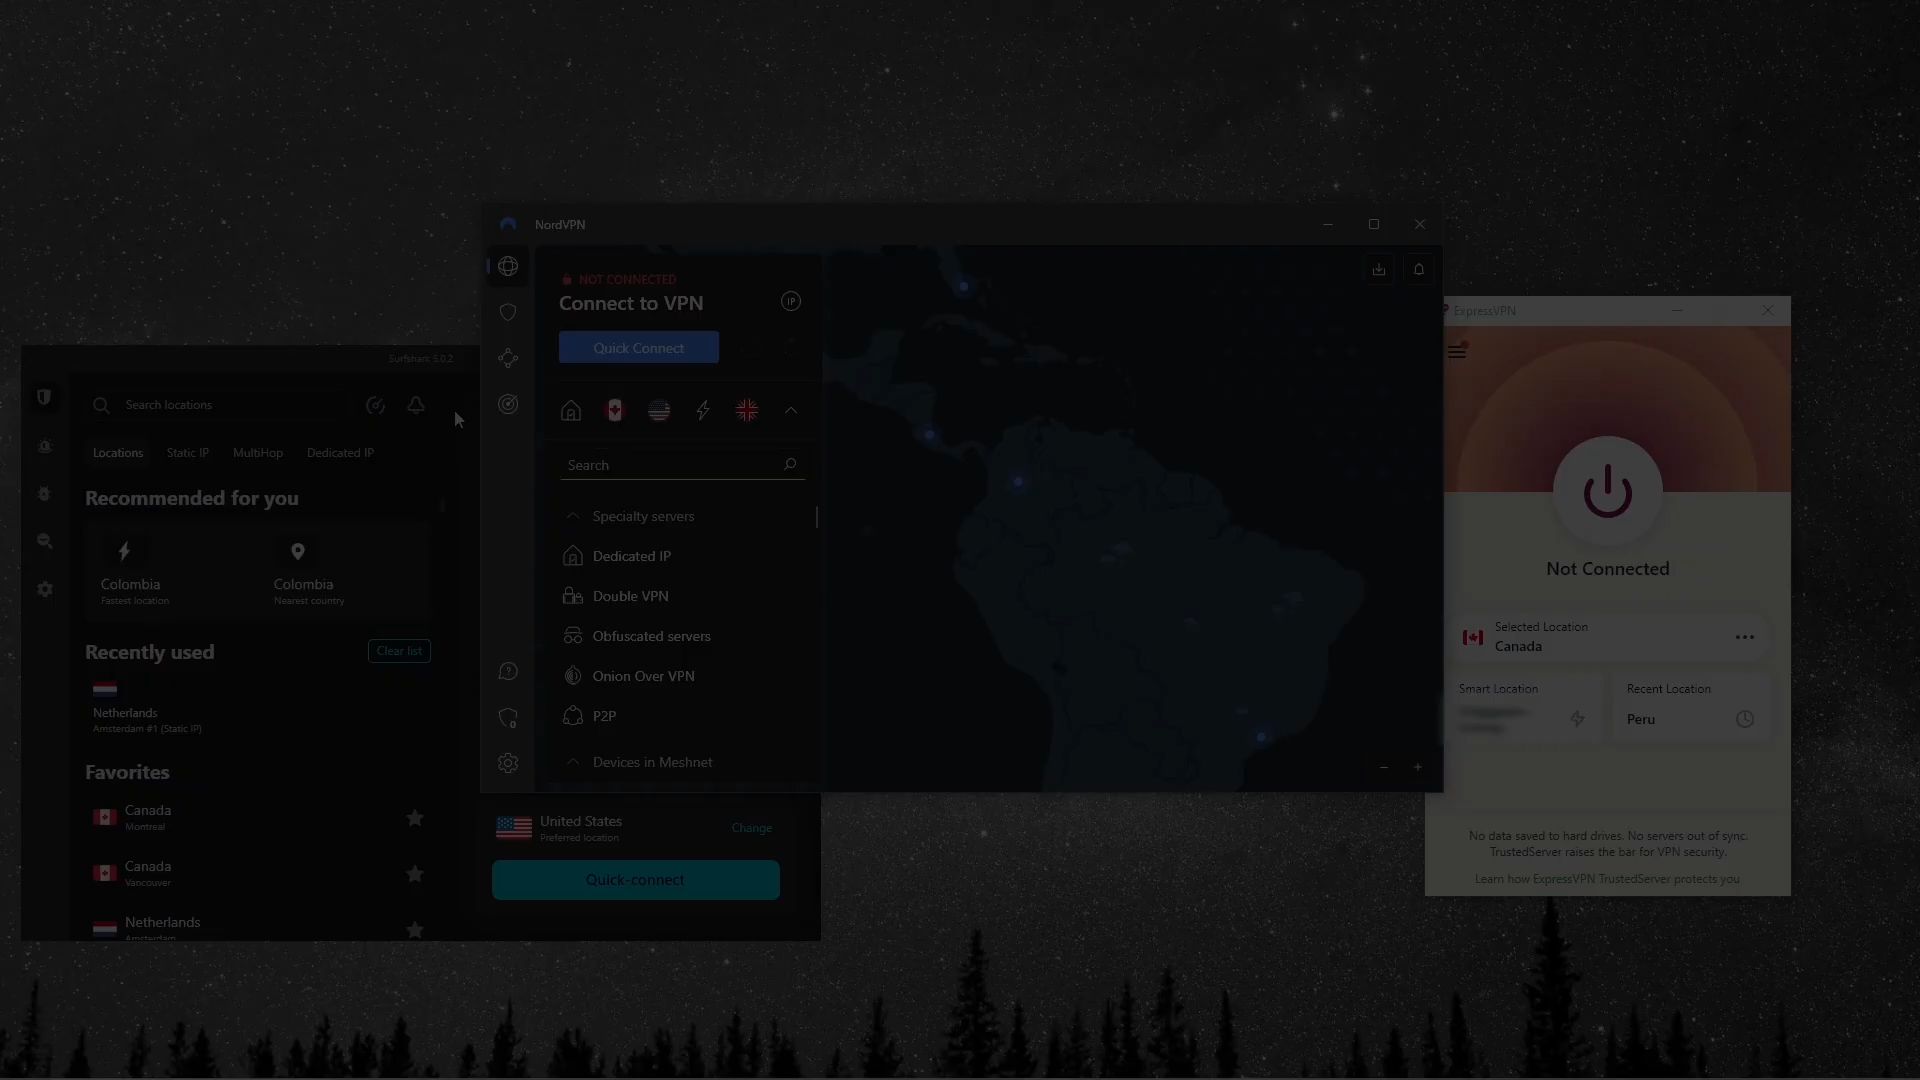 NordVPN
NOT CONNECTED
Connect to VPN
IP
Quick Connect
Search
Specialty servers
Dedicated IP
Double VPN
Obfuscated servers
Onion Over VPN
P2P
Devices in Meshnet
Surfshark 5.0.2
Search locations
Locations
Static IP
MultiHop
Dedicated IP
Recommended for you
Colombia
Fastest location
Colombia
Nearest country
Recently used
Clear list
Netherlands
Amsterdam #1 (Static IP)
Favorites
Canada
Montreal
Canada
Vancouver
Netherlands
Amsterdam
United States
Preferred location
Change
Quick-connect
ExpressVPN
Not Connected
Selected Location
Canada
Smart Location
Recent Location
Peru
No data saved to hard drives. No servers out of sync.
TrustedServer raises the bar for VPN security.
Learn how ExpressVPN TrustedServer protects you